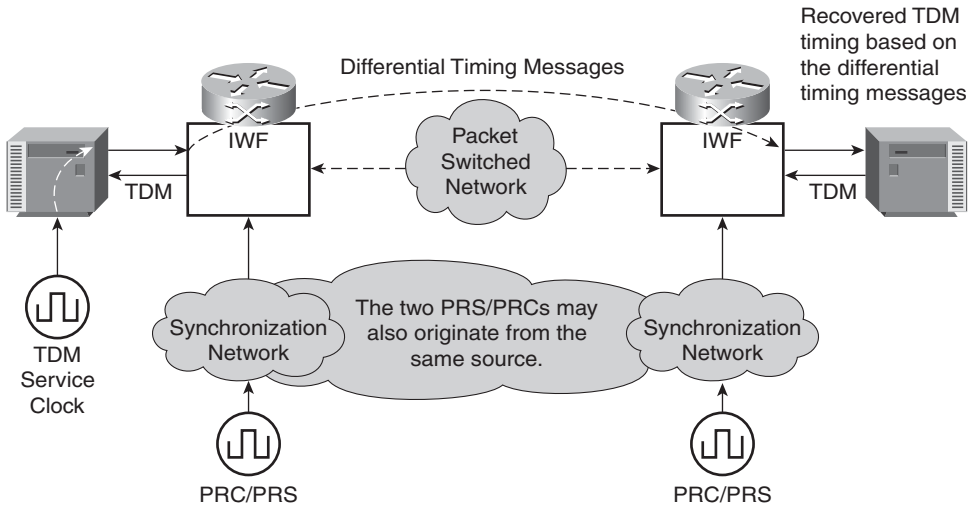 Recovered TDM
timing based on
the differential
timing messages
Differential Timing Messages
IWF
IWF
Packet
Switched
Network
TDM
TDM
The two PRS/PRCs may
also originate from the
same source.
Synchronization
Network
Synchronization
Network
TDM
Service
Clock
PRC/PRS
PRC/PRS